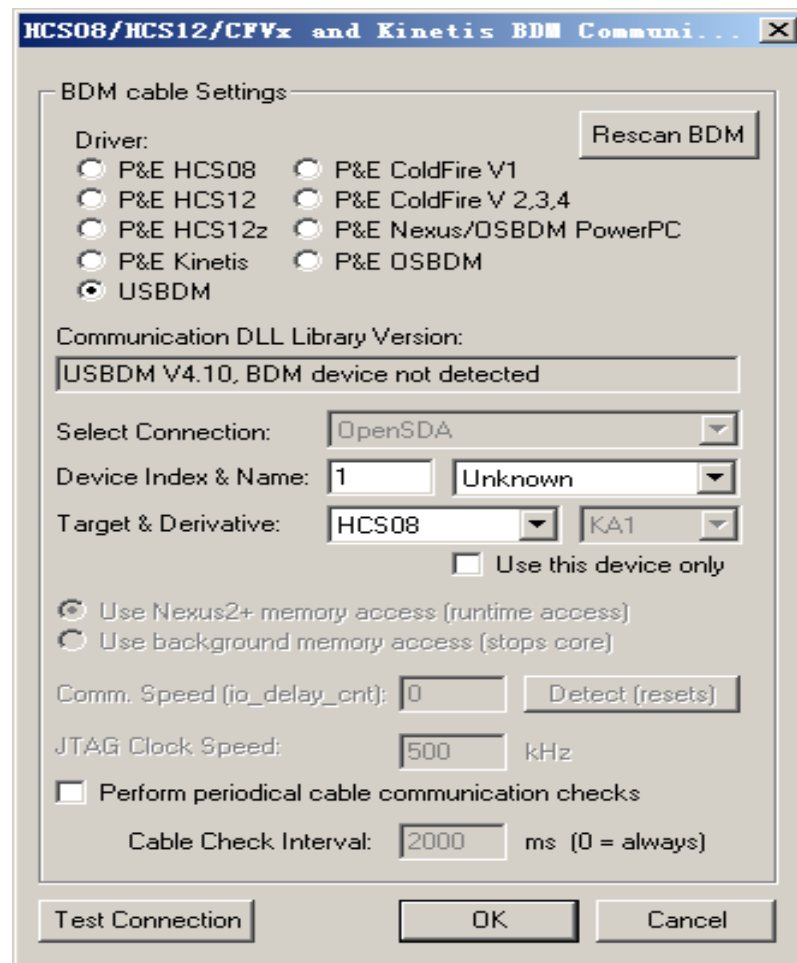 HCS08/HCS12/CFVx and Kinetis BDM Communi...
BDM cable Settings
Rescan BDM
Driver:
P&E HCS08 P&E ColdFire V1
P&E HCS12 P&E ColdFire V 2,3,4
P&E HCS12z P&E Nexus/OSBDM PowerPC
P&E Kinetis P&E OSBDM
USBDM
Communication DLL Library Version:
USBDM V4.10, BDM device not detected
Select Connection: OpenSDA
Device Index & Name: 1 Unknown
Target & Derivative: HCS08 KA1
Use this device only
Use Nexus2+ memory access (runtime access)
Use background memory access (stops core)
Comm. Speed (io_delay_cnt): 0 Detect (resets)
JTAG Clock Speed: 500 kHz
Perform periodical cable communication checks
Cable Check Interval: 2000 ms (0 = always)
Test Connection OK Cancel